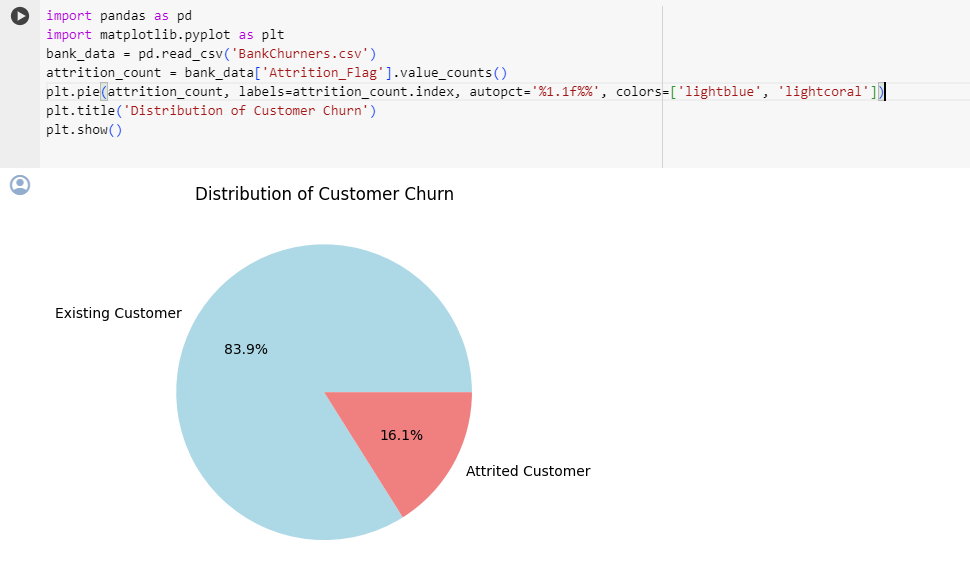 import pandas as pd
import matplotlib.pyplot as plt
bank_data = pd.read_csv('BankChurners.csv')
attrition_count = bank_data['Attrition_Flag'].value_counts()
plt.pie(attrition_count, labels=attrition_count.index, autopct='%1.1f%%', colors=['lightblue', 'lightcoral'])
plt.title('Distribution of Customer Churn')
plt.show()
Distribution of Customer Churn
Existing Customer
83.9%
16.1%
Attrited Customer